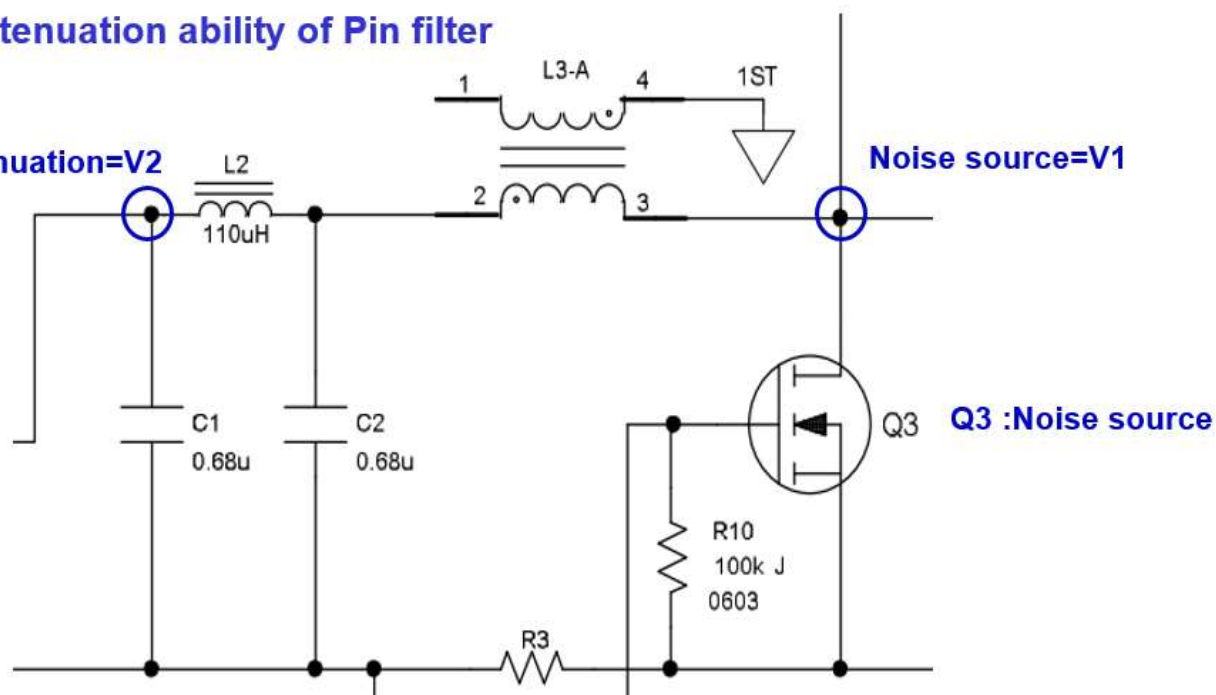 tenuation ability of Pin filter
L3-A
1
4
1ST
nuation=V2
L2
Noise source=V1
2
3
110uH
C1
0.68u
C2
0.68u
Q3
Q3 :Noise source
R10
100k J
0603
R3